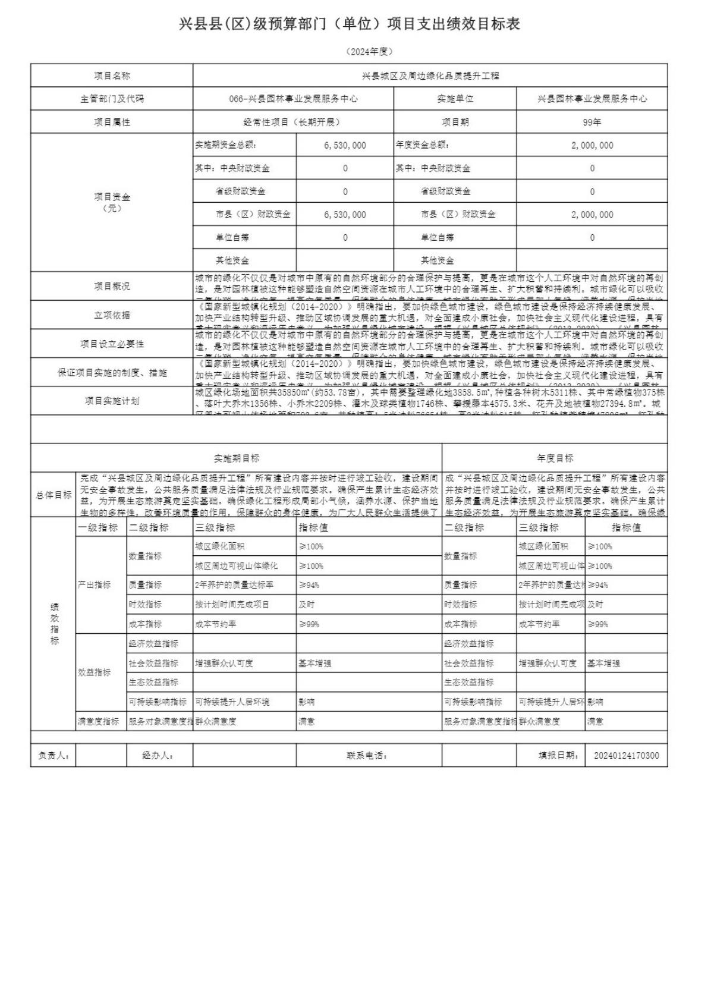 兴县县(区)级预算部门（单位）项目支出绩效目标表
（2024年度）
项目名称 兴县城区及周边绿化品质提升工程
主管部门及代码 066-兴县园林事业发展服务中心 实施单位 兴县园林事业发展服务中心
项目属性 经常性项目（长期开展） 项目期 99年
项目资金
（元）
实施期资金总额： 6,530,000 年度资金总额： 2,000,000
其中：中央财政资金 0 其中：中央财政资金 0
省级财政资金 0 省级财政资金 0
市县（区）财政资金 6,530,000 市县（区）财政资金 2,000,000
单位自筹 0 单位自筹 0
其他资金 其他资金
项目概况
城市的绿化不仅仅是对城市中原有的自然环境部分的合理保护与提高，更是在城市这个人工环境中对自然环境的再创
造，是对园林植被这种能够塑造自然空间资源在城市人工环境中的合理再生、扩大积蓄和持续利。城市绿化可以吸收
立项依据
《国家新型城镇化规划（2014-2020）》明确指出，要加快绿色城市建设，绿色城市建设是保持经济持续健康发展、
加快产业结构转型升级、推动区域协调发展的重大机遇，对全面建成小康社会，加快社会主义现代化建设进程，具有
项目设立必要性
城市的绿化不仅仅是对城市中原有的自然环境部分的合理保护与提高，更是在城市这个人工环境中对自然环境的再创
造，是对园林植被这种能够塑造自然空间资源在城市人工环境中的合理再生、扩大积蓄和持续利。城市绿化可以吸收
保证项目实施的制度、措施
《国家新型城镇化规划（2014-2020）》明确指出，要加快绿色城市建设，绿色城市建设是保持经济持续健康发展、
加快产业结构转型升级、推动区域协调发展的重大机遇，对全面建成小康社会，加快社会主义现代化建设进程，具有
项目实施计划
城区绿化场地面积共35850㎡(约53.78亩)，其中需要整理绿化地3858.5㎡,种植各种树木5311株、其中常绿植物375株
、落叶大乔木1356株、小乔木2209株、灌木及球类植物1746株、攀援藤本4575.3米、花卉及地被植物27394.8㎡。城
实施期目标 年度目标
总体目标
完成“兴县城区及周边绿化品质提升工程”所有建设内容并按时进行竣工验收，建设期间
无安全事故发生，公共服务质量满足法律法规及行业规范要求。确保产生累计生态经济效
益，为开展生态旅游奠定坚实基础。确保绿化工程形成局部小气候，涵养水源、保护当地
生物的多样性，改善环境质量的作用，保障群众的身体健康，为广大人民群众生活提供了
成“兴县城区及周边绿化品质提升工程”所有建设内容
并按时进行竣工验收，建设期间无安全事故发生，公共
服务质量满足法律法规及行业规范要求。确保产生累计
生态经济效益，为开展生态旅游奠定坚实基础。确保绿
绩效指标
一级指标 二级指标 三级指标 指标值 二级指标 三级指标 指标值
产出指标 数量指标 城区绿化面积 ≥100% 数量指标 城区绿化面积 ≥100%
城区周边可视山体绿化 ≥100% 城区周边可视山体 ≥100%
质量指标 2年养护的质量达标率 ≥94% 质量指标 2年养护的质量达标 ≥94%
时效指标 按计划时间完成项目 及时 时效指标 按计划时间完成项 及时
成本指标 成本节约率 ≥99% 成本指标 成本节约率 ≥99%
效益指标 经济效益指标 经济效益指标
社会效益指标 增强群众认可度 基本增强 社会效益指标 增强群众认可度 基本增强
生态效益指标 生态效益指标
可持续影响指标 可持续提升人居环境 影响 可持续影响指标 可持续提升人居环 影响
满意度指标 服务对象满意度指 群众满意度 满意 服务对象满意度指标 群众满意度 满意
负责人： 经办人： 联系电话： 填报日期： 20240124170300